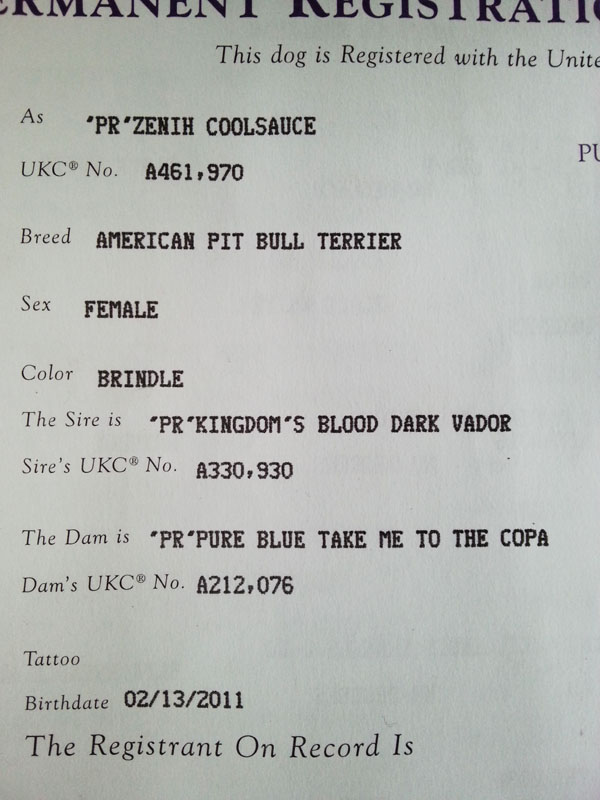 ERMANENT REGISTRATIO
This dog is Registered with the Unite
As 'PR'ZENIH COOLSAUCE
PU
UKC® No. A461,970
Breed AMERICAN PIT BULL TERRIER
Sex FEMALE
Color BRINDLE
The Sire is 'PR'KINGDOM'S BLOOD DARK VADOR
Sire's UKC® No. A330,930
The Dam is 'PR'PURE BLUE TAKE ME TO THE COPA
Dam's UKC® No. A212,076
Tattoo
Birthdate 02/13/2011
The Registrant On Record Is